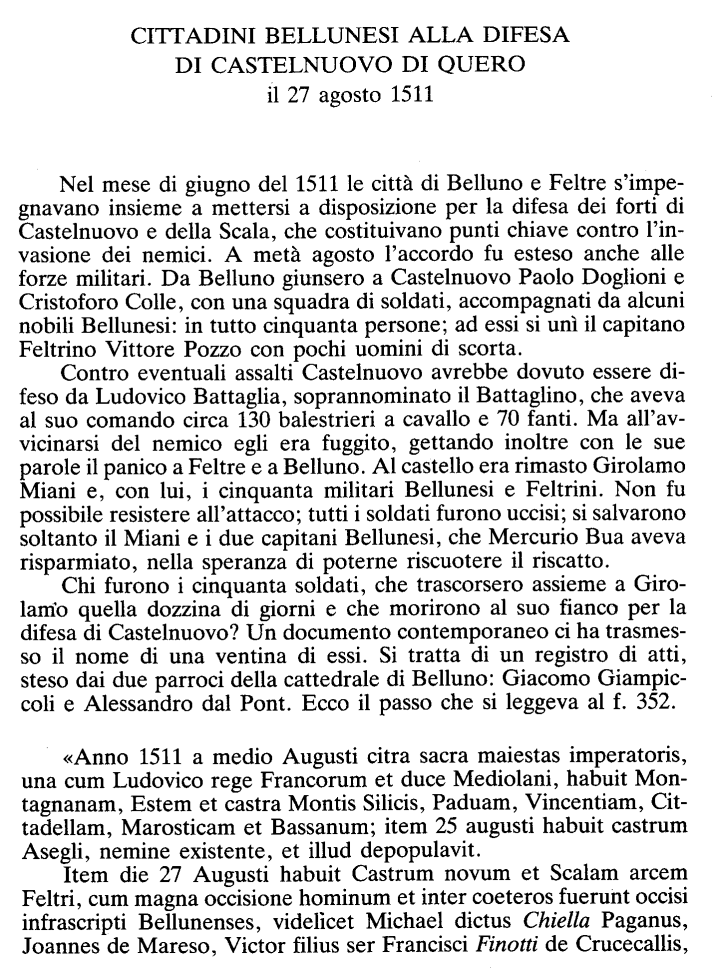 CITTADINI BELLUNESI ALLA DIFESA
DI CASTELNUOVO DI QUERO
il 27 agosto 1511
Nel mese di giugno del 1511 le città di Belluno e Feltre s'impe-
gnavano insieme a mettersi a disposizione per la difesa dei forti di
Castelnuovo e della Scala, che costituivano punti chiave contro l'in-
vasione dei nemici. A metà agosto l'accordo fu esteso anche alle
forze militari. Da Belluno giunsero a Castelnuovo Paolo Doglioni e
Cristoforo Colle, con una squadra di soldati, accompagnati da alcuni
nobili Bellunesi: in tutto cinquanta persone; ad essi si unì il capitano
Feltrino Vittore Pozzo con pochi uomini di scorta.
Contro eventuali assalti Castelnuovo avrebbe dovuto essere di-
feso da Ludovico Battaglia, soprannominato il Battaglino, che aveva
al suo comando circa 130 balestrieri a cavallo e 70 fanti. Ma all'av-
vicinarsi del nemico egli era fuggito, gettando inoltre con le sue
parole il panico a Feltre e a Belluno. Al castello era rimasto Girolamo
Miani e, con lui, i cinquanta militari Bellunesi e Feltrini. Non fu
possibile resistere all'attacco; tutti i soldati furono uccisi; si salvarono
soltanto il Miani e i due capitani Bellunesi, che Mercurio Bua aveva
risparmiato, nella speranza di poterne riscuotere il riscatto.
Chi furono i cinquanta soldati, che trascorsero assieme a Giro-
lamo quella dozzina di giorni e che morirono al suo fianco per la
difesa di Castelnuovo? Un documento contemporaneo ci ha trasmes-
so il nome di una ventina di essi. Si tratta di un registro di atti,
steso dai due parroci della cattedrale di Belluno: Giacomo Giampic-
coli e Alessandro dal Pont. Ecco il passo che si leggeva al f. 352.
«Anno 1511 a medio Augusti citra sacra maiestas imperatoris,
una cum Ludovico rege Francorum et duce Mediolani, habuit Mon-
tagnanam, Estem et castra Montis Silicis, Paduam, Vincentiam, Cit-
tadellam, Marosticam et Bassanum; item 25 augusti habuit castrum
Asegli, nemine existente, et illud depopulavit.
Item die 27 Augusti habuit Castrum novum et Scalam arcem
Feltri, cum magna occisione hominum et inter coeteros fuerunt occisi
infrascripti Bellunenses, videlicet Michael dictus Chiella Paganus,
Joannes de Mareso, Victor filius ser Francisci Finotti de Crucecallis,